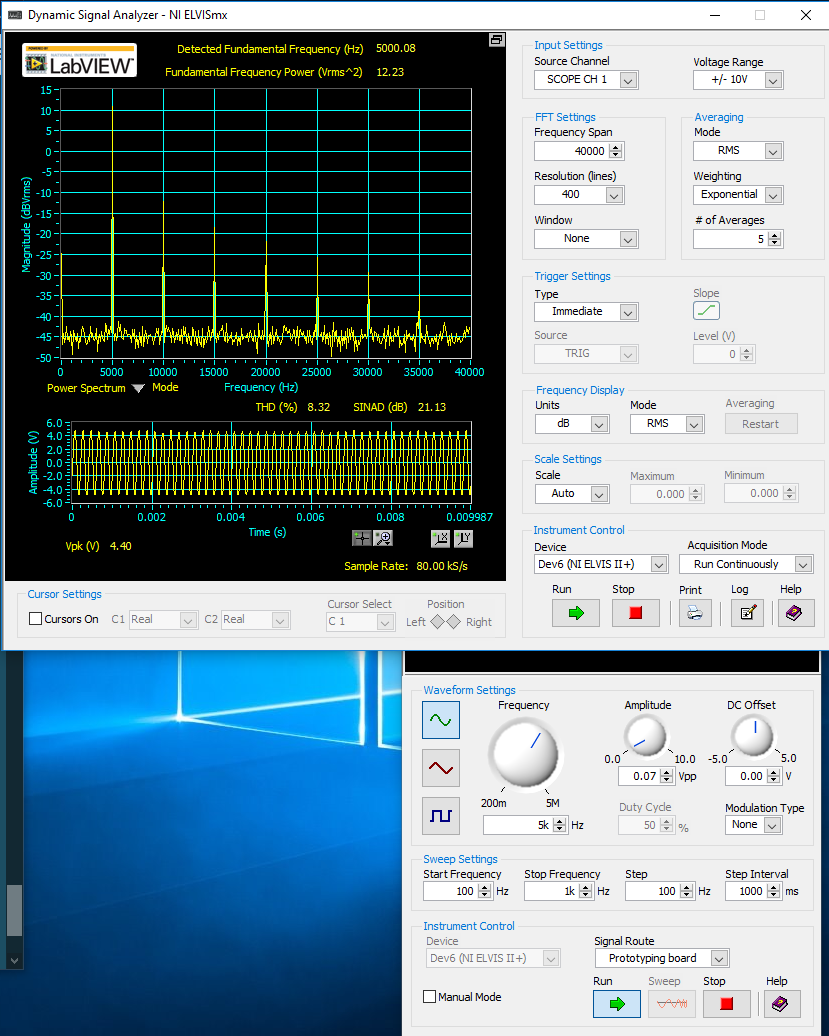 Dynamic Signal Analyzer - NI ELVISmx
POWERED BY
NATIONAL INSTRUMENTS
LabVIEW™
Detected Fundamental Frequency (Hz) 5000.08
Fundamental Frequency Power (Vrms^2) 12.23
Magnitude (dBVrms)
15
10
5
0
-5
-10
-15
-20
-25
-30
-35
-40
-45
-50
0 5000 10000 15000 20000 25000 30000 35000 40000
Power Spectrum Mode Frequency (Hz)
THD (%) 8.32 SINAD (dB) 21.13
Amplitude (V)
6.0
4.0
2.0
0.0
-2.0
-4.0
-6.0
0 0.002 0.004 0.006 0.008 0.009987
Time (s)
Vpk (V) 4.40
Sample Rate: 80.00 kS/s
Cursor Settings
Cursors On C1 Real C2 Real
Cursor Select
C 1
Position
Left Right
Input Settings
Source Channel Voltage Range
SCOPE CH 1 +/- 10V
FFT Settings
Frequency Span
40000
Resolution (lines)
400
Window
None
Averaging
Mode
RMS
Weighting
Exponential
# of Averages
5
Trigger Settings
Type Slope
Immediate
Source Level (V)
TRIG 0
Frequency Display
Units Mode Averaging
dB RMS Restart
Scale Settings
Scale Maximum Minimum
Auto 0.000 0.000
Instrument Control
Device Acquisition Mode
Dev6 (NI ELVIS II+) Run Continuously
Run Stop Print Log Help
Waveform Settings
Frequency Amplitude DC Offset
200m 5M
0.0 10.0
-5.0 5.0
5k Hz
0.07 Vpp
0.00 V
Duty Cycle Modulation Type
50 % None
Sweep Settings
Start Frequency Stop Frequency Step Step Interval
100 Hz 1k Hz 100 Hz 1000 ms
Instrument Control
Device Signal Route
Dev6 (NI ELVIS II+) Prototyping board
Run Sweep Stop Help
Manual Mode